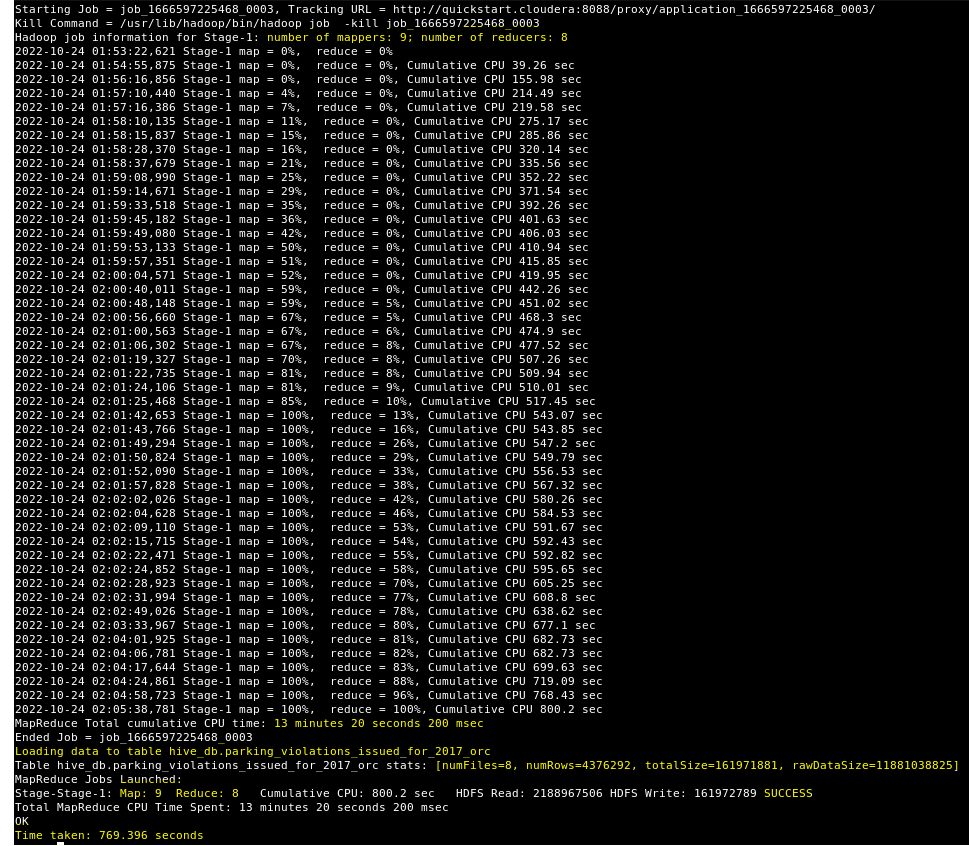 Starting Job = job_1666597225468_0003, Tracking URL = http://quickstart.cloudera:8088/proxy/application_1666597225468_0003/
Kill Command = /usr/lib/hadoop/bin/hadoop job  -kill job_1666597225468_0003
Hadoop job information for Stage-1: number of mappers: 9; number of reducers: 8
2022-10-24 01:53:22,621 Stage-1 map = 0%,  reduce = 0%
2022-10-24 01:54:55,875 Stage-1 map = 0%,  reduce = 0%, Cumulative CPU 39.26 sec
2022-10-24 01:56:16,856 Stage-1 map = 0%,  reduce = 0%, Cumulative CPU 155.98 sec
2022-10-24 01:57:10,440 Stage-1 map = 4%,  reduce = 0%, Cumulative CPU 214.49 sec
2022-10-24 01:57:16,386 Stage-1 map = 7%,  reduce = 0%, Cumulative CPU 219.58 sec
2022-10-24 01:58:10,135 Stage-1 map = 11%,  reduce = 0%, Cumulative CPU 275.17 sec
2022-10-24 01:58:15,837 Stage-1 map = 15%,  reduce = 0%, Cumulative CPU 285.86 sec
2022-10-24 01:58:28,370 Stage-1 map = 16%,  reduce = 0%, Cumulative CPU 320.14 sec
2022-10-24 01:58:37,679 Stage-1 map = 21%,  reduce = 0%, Cumulative CPU 335.56 sec
2022-10-24 01:59:08,990 Stage-1 map = 25%,  reduce = 0%, Cumulative CPU 352.22 sec
2022-10-24 01:59:14,671 Stage-1 map = 29%,  reduce = 0%, Cumulative CPU 371.54 sec
2022-10-24 01:59:33,518 Stage-1 map = 35%,  reduce = 0%, Cumulative CPU 392.26 sec
2022-10-24 01:59:45,182 Stage-1 map = 36%,  reduce = 0%, Cumulative CPU 401.63 sec
2022-10-24 01:59:49,080 Stage-1 map = 42%,  reduce = 0%, Cumulative CPU 406.03 sec
2022-10-24 01:59:53,133 Stage-1 map = 50%,  reduce = 0%, Cumulative CPU 410.94 sec
2022-10-24 01:59:57,351 Stage-1 map = 51%,  reduce = 0%, Cumulative CPU 415.85 sec
2022-10-24 02:00:04,571 Stage-1 map = 52%,  reduce = 0%, Cumulative CPU 419.95 sec
2022-10-24 02:00:40,011 Stage-1 map = 59%,  reduce = 0%, Cumulative CPU 442.26 sec
2022-10-24 02:00:48,148 Stage-1 map = 59%,  reduce = 5%, Cumulative CPU 451.02 sec
2022-10-24 02:00:56,660 Stage-1 map = 67%,  reduce = 5%, Cumulative CPU 468.3 sec
2022-10-24 02:01:00,563 Stage-1 map = 67%,  reduce = 6%, Cumulative CPU 474.9 sec
2022-10-24 02:01:06,302 Stage-1 map = 67%,  reduce = 8%, Cumulative CPU 477.52 sec
2022-10-24 02:01:19,327 Stage-1 map = 70%,  reduce = 8%, Cumulative CPU 507.26 sec
2022-10-24 02:01:22,735 Stage-1 map = 81%,  reduce = 8%, Cumulative CPU 509.94 sec
2022-10-24 02:01:24,106 Stage-1 map = 81%,  reduce = 9%, Cumulative CPU 510.01 sec
2022-10-24 02:01:25,468 Stage-1 map = 85%,  reduce = 10%, Cumulative CPU 517.45 sec
2022-10-24 02:01:42,653 Stage-1 map = 100%,  reduce = 13%, Cumulative CPU 543.07 sec
2022-10-24 02:01:43,766 Stage-1 map = 100%,  reduce = 16%, Cumulative CPU 543.85 sec
2022-10-24 02:01:49,294 Stage-1 map = 100%,  reduce = 26%, Cumulative CPU 547.2 sec
2022-10-24 02:01:50,824 Stage-1 map = 100%,  reduce = 29%, Cumulative CPU 549.79 sec
2022-10-24 02:01:52,090 Stage-1 map = 100%,  reduce = 33%, Cumulative CPU 556.53 sec
2022-10-24 02:01:57,828 Stage-1 map = 100%,  reduce = 38%, Cumulative CPU 567.32 sec
2022-10-24 02:02:02,026 Stage-1 map = 100%,  reduce = 42%, Cumulative CPU 580.26 sec
2022-10-24 02:02:04,628 Stage-1 map = 100%,  reduce = 46%, Cumulative CPU 584.53 sec
2022-10-24 02:02:09,110 Stage-1 map = 100%,  reduce = 53%, Cumulative CPU 591.67 sec
2022-10-24 02:02:15,715 Stage-1 map = 100%,  reduce = 54%, Cumulative CPU 592.43 sec
2022-10-24 02:02:22,471 Stage-1 map = 100%,  reduce = 55%, Cumulative CPU 592.82 sec
2022-10-24 02:02:24,852 Stage-1 map = 100%,  reduce = 58%, Cumulative CPU 595.65 sec
2022-10-24 02:02:28,923 Stage-1 map = 100%,  reduce = 70%, Cumulative CPU 605.25 sec
2022-10-24 02:02:31,994 Stage-1 map = 100%,  reduce = 77%, Cumulative CPU 608.8 sec
2022-10-24 02:02:49,026 Stage-1 map = 100%,  reduce = 78%, Cumulative CPU 638.62 sec
2022-10-24 02:03:33,967 Stage-1 map = 100%,  reduce = 80%, Cumulative CPU 677.1 sec
2022-10-24 02:04:01,925 Stage-1 map = 100%,  reduce = 81%, Cumulative CPU 682.73 sec
2022-10-24 02:04:06,781 Stage-1 map = 100%,  reduce = 82%, Cumulative CPU 682.73 sec
2022-10-24 02:04:17,644 Stage-1 map = 100%,  reduce = 83%, Cumulative CPU 699.63 sec
2022-10-24 02:04:24,861 Stage-1 map = 100%,  reduce = 88%, Cumulative CPU 719.09 sec
2022-10-24 02:04:58,723 Stage-1 map = 100%,  reduce = 96%, Cumulative CPU 768.43 sec
2022-10-24 02:05:38,781 Stage-1 map = 100%,  reduce = 100%, Cumulative CPU 800.2 sec
MapReduce Total cumulative CPU time: 13 minutes 20 seconds 200 msec
Ended Job = job_1666597225468_0003
Loading data to table hive_db.parking_violations_issued_for_2017_orc
Table hive_db.parking_violations_issued_for_2017_orc stats: [numFiles=8, numRows=4376292, totalSize=161971881, rawDataSize=11881038825]
MapReduce Jobs Launched:
Stage-Stage-1: Map: 9  Reduce: 8   Cumulative CPU: 800.2 sec   HDFS Read: 2188967506 HDFS Write: 161972789 SUCCESS
Total MapReduce CPU Time Spent: 13 minutes 20 seconds 200 msec
OK
Time taken: 769.396 seconds